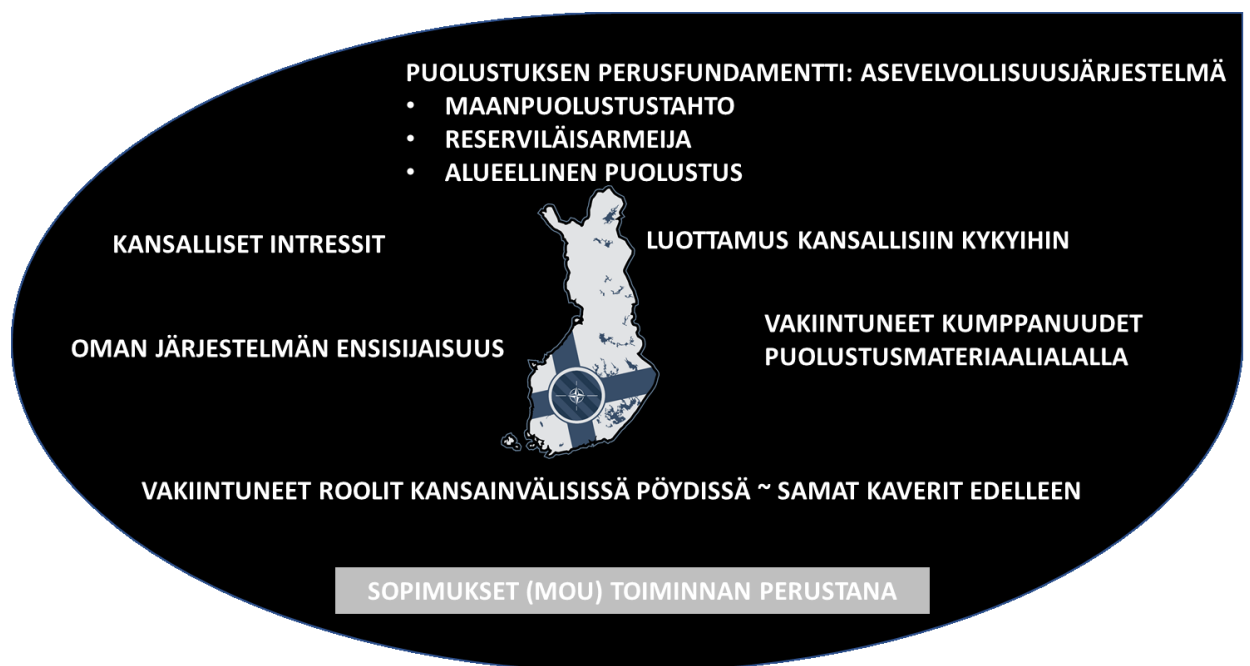 PUOLUSTUKSEN PERUSFUNDAMENTTI: ASEVELVOLLISUUSJÄRJESTELMÄ
• MAANPUOLUSTUSTAHTO
• RESERVILÄISARMEIJA
• ALUEELLINEN PUOLUSTUS
KANSALLISET INTRESSIT
LUOTTAMUS KANSALLISIIN KYKYIHIN
OMAN JÄRJESTELMÄN ENSISIJAISUUS
VAKIINTUNEET KUMPPANUUDET
PUOLUSTUSMATERIAALIALALLA
VAKIINTUNEET ROOLIT KANSAINVÄLISISSÄ PÖYDISSÄ ~ SAMAT KAVERIT EDELLEEN
SOPIMUKSET (MOU) TOIMINNAN PERUSTANA